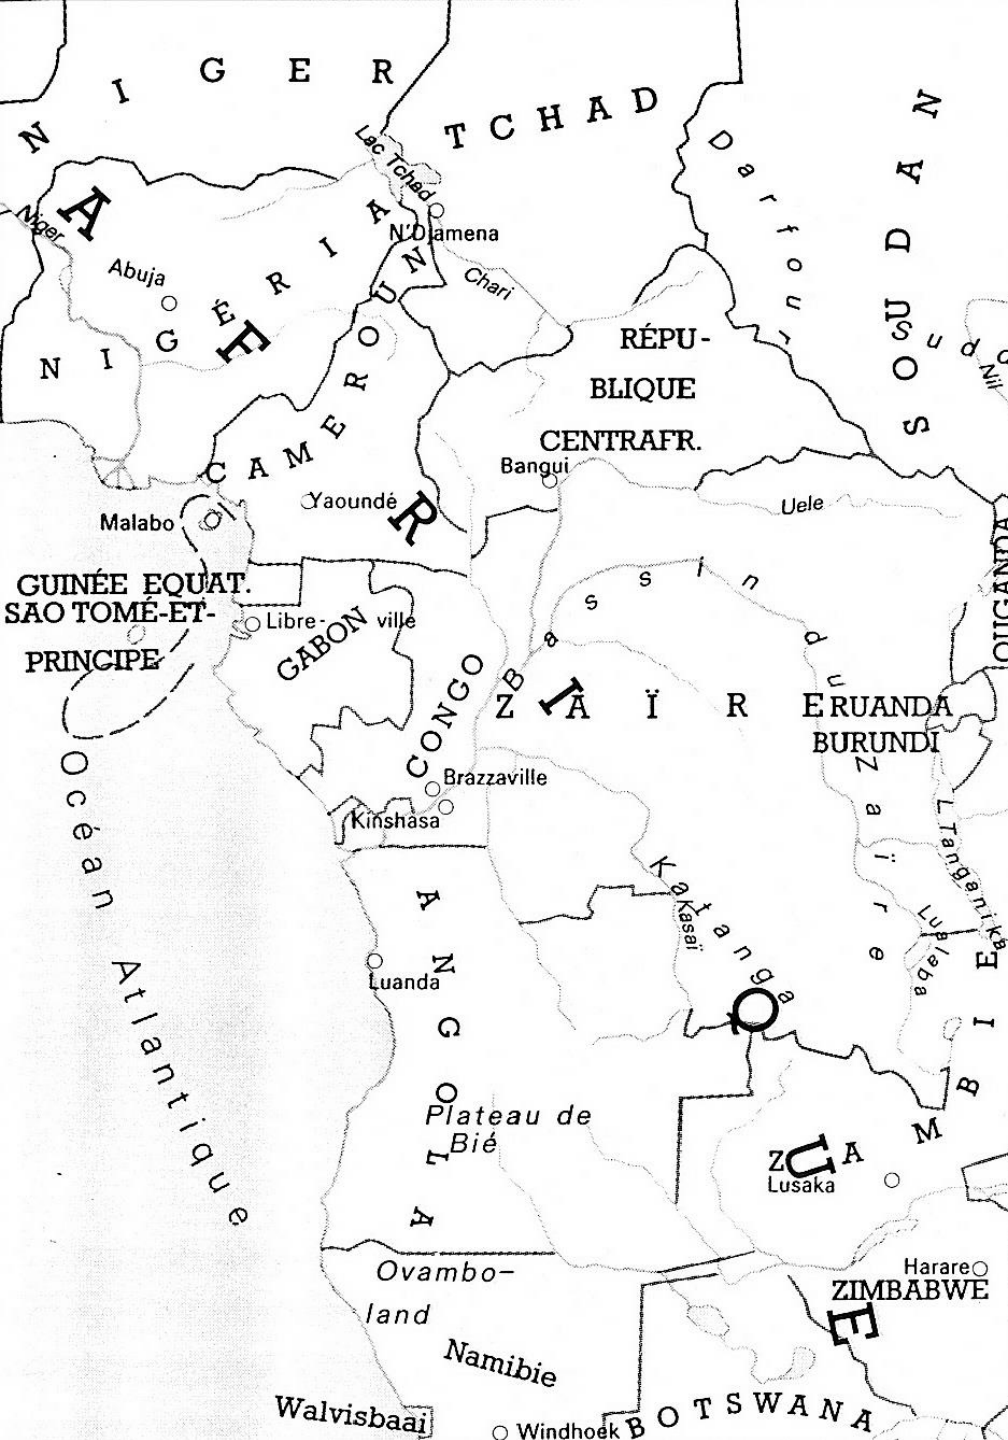 NIGER
TCHAD
SOUDAN
Darfour
Lac Tchad
Niger
N'Djamena
Abuja
Chari
NIGÉRIA
AFRIQUE
CAMEROUN
RÉPU-
BLIQUE
CENTRAFR.
Nil
Bangui
Yaoundé
Uele
Malabo
OUGANDA
GUINÉE EQUAT.
SAO TOMÉ-ET-
PRINCIPE
Libre-ville
GABON
CONGO
Bassin du Zaïre
ZAÏRE
RUANDA
BURUNDI
Brazzaville
Kinshasa
L. Tanganika
Océan Atlantique
Katanga
Kasaï
Lualaba
ANGOLA
Luanda
Plateau de
Bié
ZAMBIE
Lusaka
Ovambo-
land
Harare
ZIMBABWE
Namibie
Walvisbaai
Windhoek
BOTSWANA